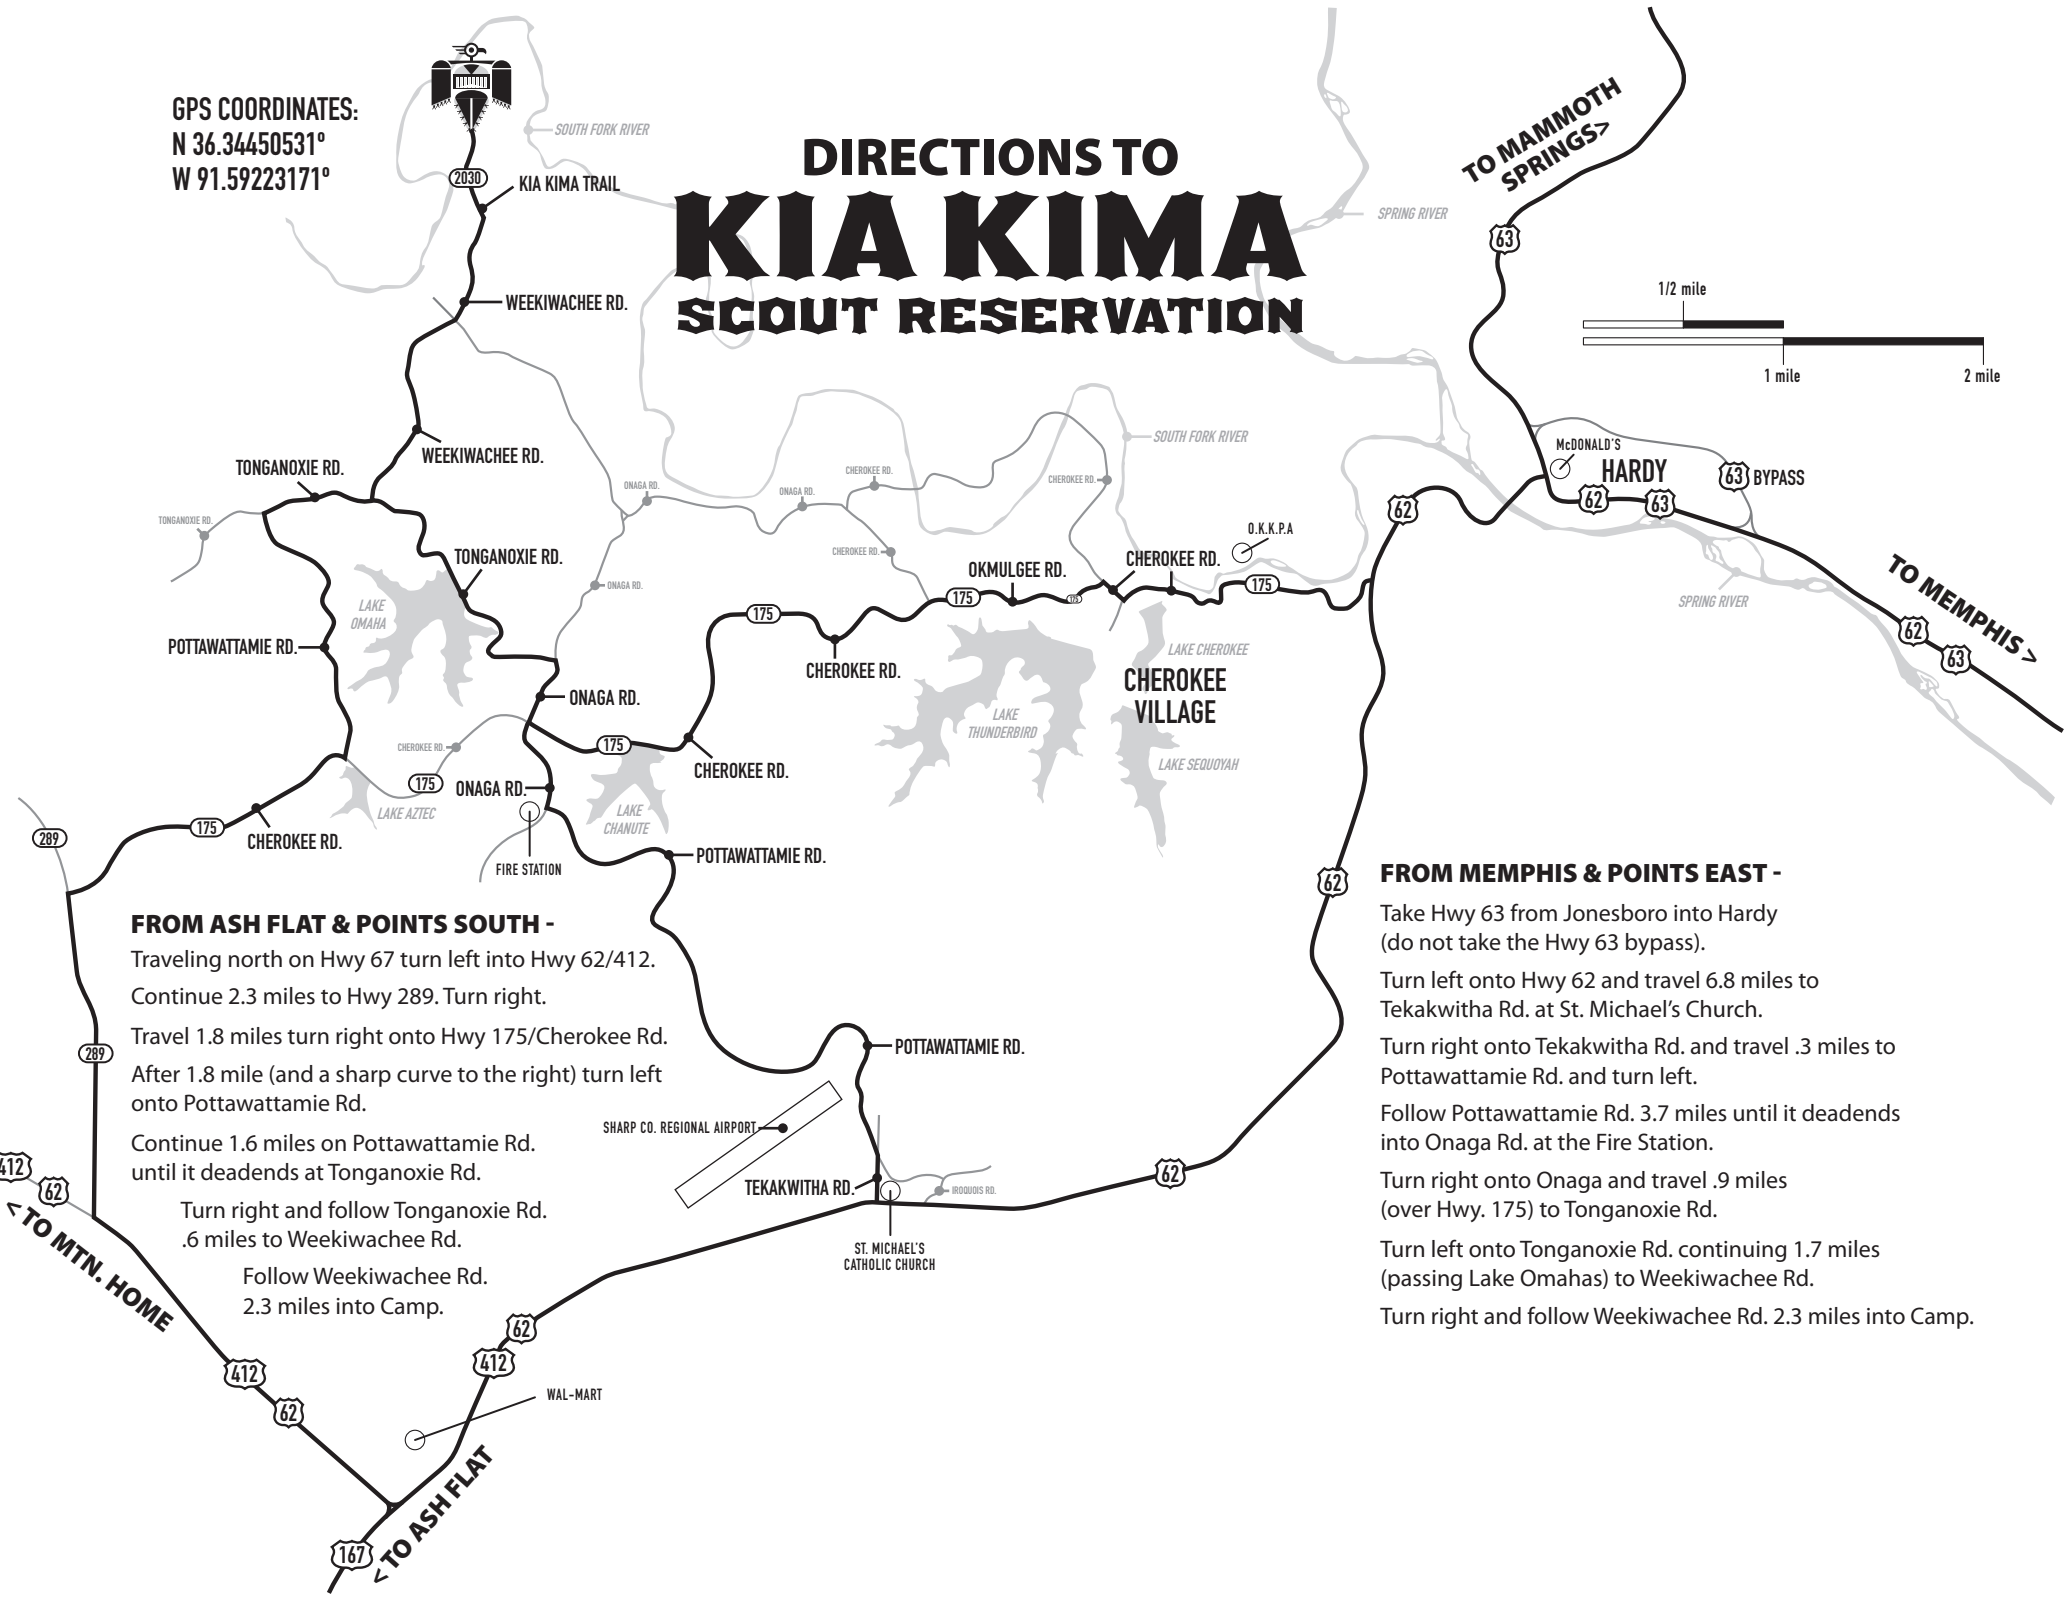 GPS COORDINATES:
N 36.34450531º
W 91.59223171º
DIRECTIONS TO
KIA KIMA
SCOUT RESERVATION
SOUTH FORK RIVER
2030
KIA KIMA TRAIL
WEEKIWACHEE RD.
WEEKIWACHEE RD.
TONGANOXIE RD.
TONGANOXIE RD.
TONGANOXIE RD.
LAKE
OMAHA
POTTAWATTAMIE RD.
ONAGA RD.
ONAGA RD.
ONAGA RD.
CHEROKEE RD.
CHEROKEE RD.
CHEROKEE RD.
SOUTH FORK RIVER
SPRING RIVER
TO MAMMOTH
SPRINGS>
63
1/2 mile
1 mile
2 mile
McDONALD'S
HARDY
63
BYPASS
62
62
63
TO MEMPHIS >
62
63
SPRING RIVER
O.K.K.P.A
CHEROKEE RD.
OKMULGEE RD.
175
175
175
175
CHEROKEE RD.
LAKE CHEROKEE
CHEROKEE
VILLAGE
LAKE
THUNDERBIRD
LAKE SEQUOYAH
ONAGA RD.
175
CHEROKEE RD.
CHEROKEE RD.
175
LAKE AZTEC
ONAGA RD.
LAKE
CHANUTE
FIRE STATION
289
175
CHEROKEE RD.
POTTAWATTAMIE RD.
62
FROM ASH FLAT & POINTS SOUTH -
Traveling north on Hwy 67 turn left into Hwy 62/412.
Continue 2.3 miles to Hwy 289. Turn right.
Travel 1.8 miles turn right onto Hwy 175/Cherokee Rd.
After 1.8 mile (and a sharp curve to the right) turn left
onto Pottawattamie Rd.
Continue 1.6 miles on Pottawattamie Rd.
until it deadends at Tonganoxie Rd.
Turn right and follow Tonganoxie Rd.
.6 miles to Weekiwachee Rd.
Follow Weekiwachee Rd.
2.3 miles into Camp.
289
412
62
< TO MTN. HOME
412
62
POTTAWATTAMIE RD.
SHARP CO. REGIONAL AIRPORT
TEKAKWITHA RD.
IROQUOIS RD.
62
ST. MICHAEL'S
CATHOLIC CHURCH
62
412
WAL-MART
< TO ASH FLAT
167
FROM MEMPHIS & POINTS EAST -
Take Hwy 63 from Jonesboro into Hardy
(do not take the Hwy 63 bypass).
Turn left onto Hwy 62 and travel 6.8 miles to
Tekakwitha Rd. at St. Michael's Church.
Turn right onto Tekakwitha Rd. and travel .3 miles to
Pottawattamie Rd. and turn left.
Follow Pottawattamie Rd. 3.7 miles until it deadends
into Onaga Rd. at the Fire Station.
Turn right onto Onaga and travel .9 miles
(over Hwy. 175) to Tonganoxie Rd.
Turn left onto Tonganoxie Rd. continuing 1.7 miles
(passing Lake Omahas) to Weekiwachee Rd.
Turn right and follow Weekiwachee Rd. 2.3 miles into Camp.